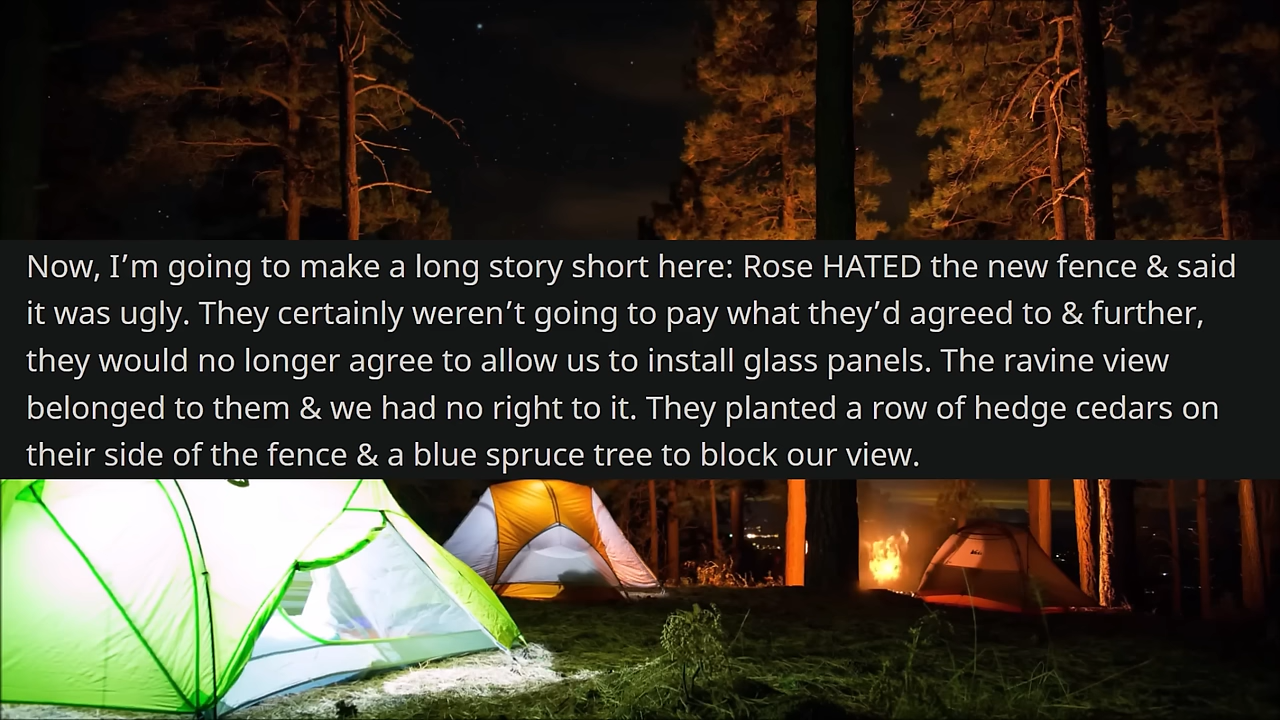 Now, I’m going to make a long story short here: Rose HATED the new fence & said
it was ugly. They certainly weren’t going to pay what they’d agreed to & further,
they would no longer agree to allow us to install glass panels. The ravine view
belonged to them & we had no right to it. They planted a row of hedge cedars on
their side of the fence & a blue spruce tree to block our view.